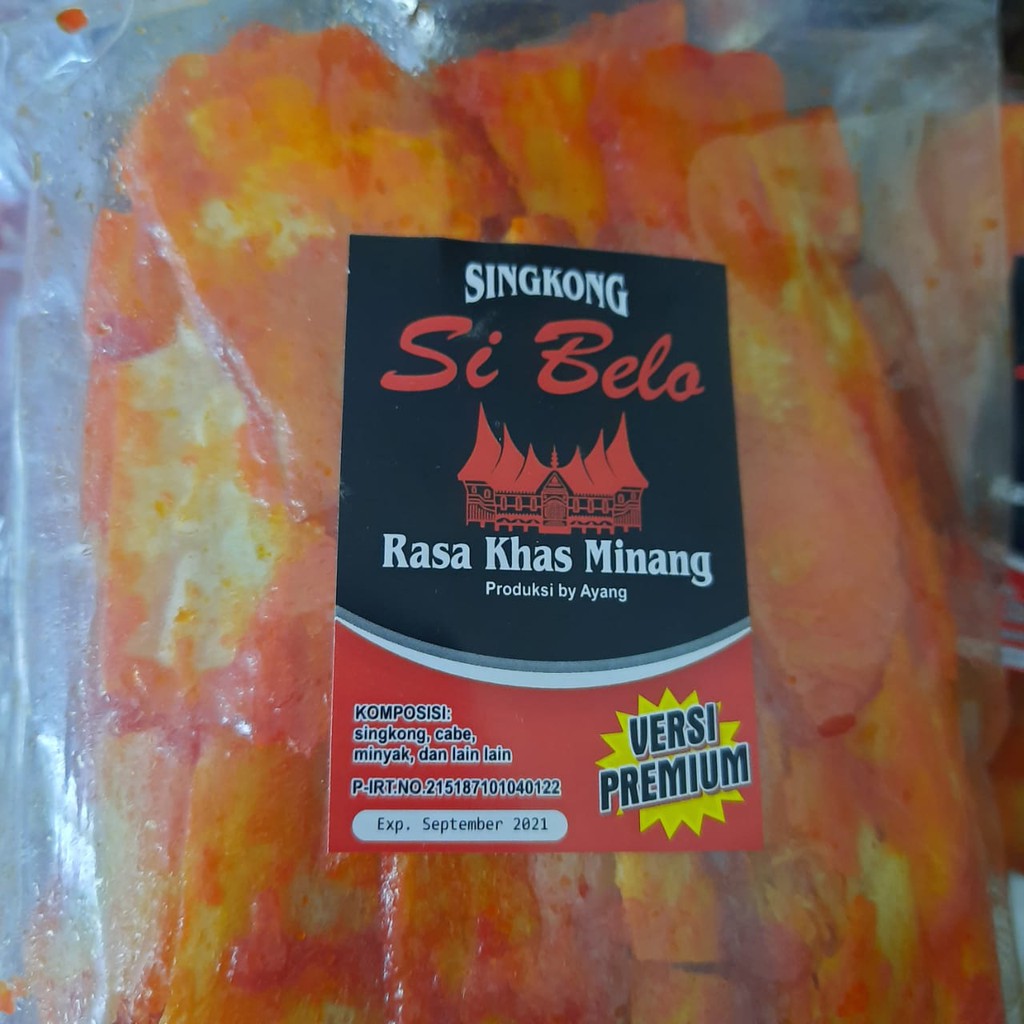 SINGKONG
Si Belo
Rasa Khas Minang
Produksi by Ayang
KOMPOSISI:
singkong, cabe,
minyak, dan lain lain
P-IRT.NO.215187101040122
Exp. September 2021
VERSI
PREMIUM